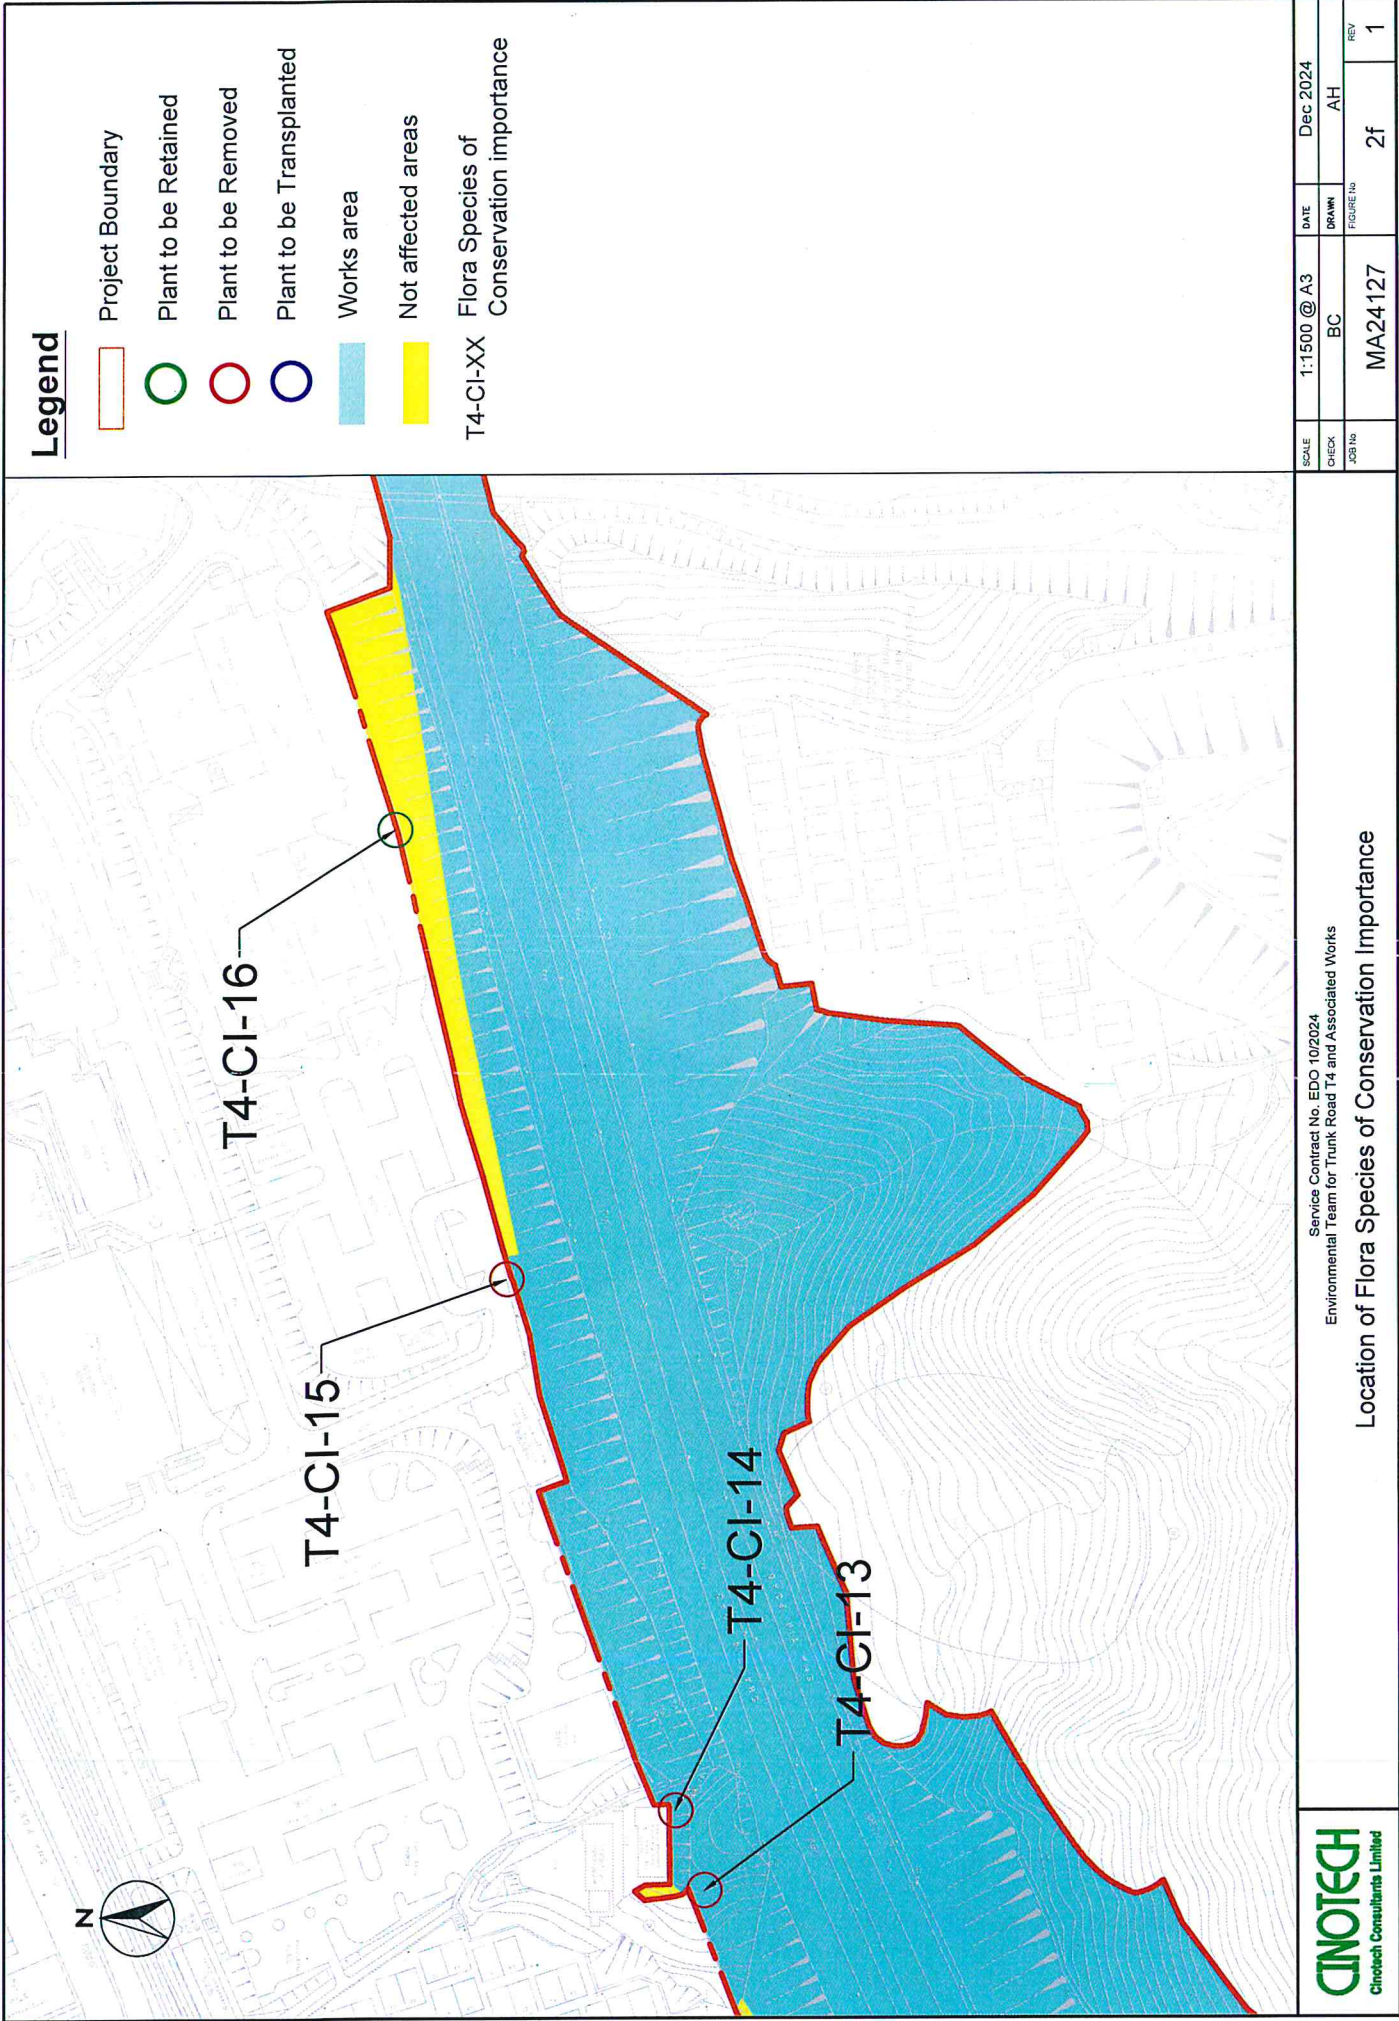 N
T4-CI-16
T4-CI-15
T4-CI-14
T4-CI-13
Legend
Project Boundary
Plant to be Retained
Plant to be Removed
Plant to be Transplanted
Works area
Not affected areas
T4-CI-XX Flora Species of
Conservation importance
CINOTECH
Cinotech Consultants Limited
Service Contract No. EDO 10/2024
Environmental Team for Trunk Road T4 and Associated Works
Location of Flora Species of Conservation Importance
SCALE 1:1500 @ A3 DATE Dec 2024
CHECK BC DRAWN AH
JOB No. MA24127 FIGURE No. 2f REV 1